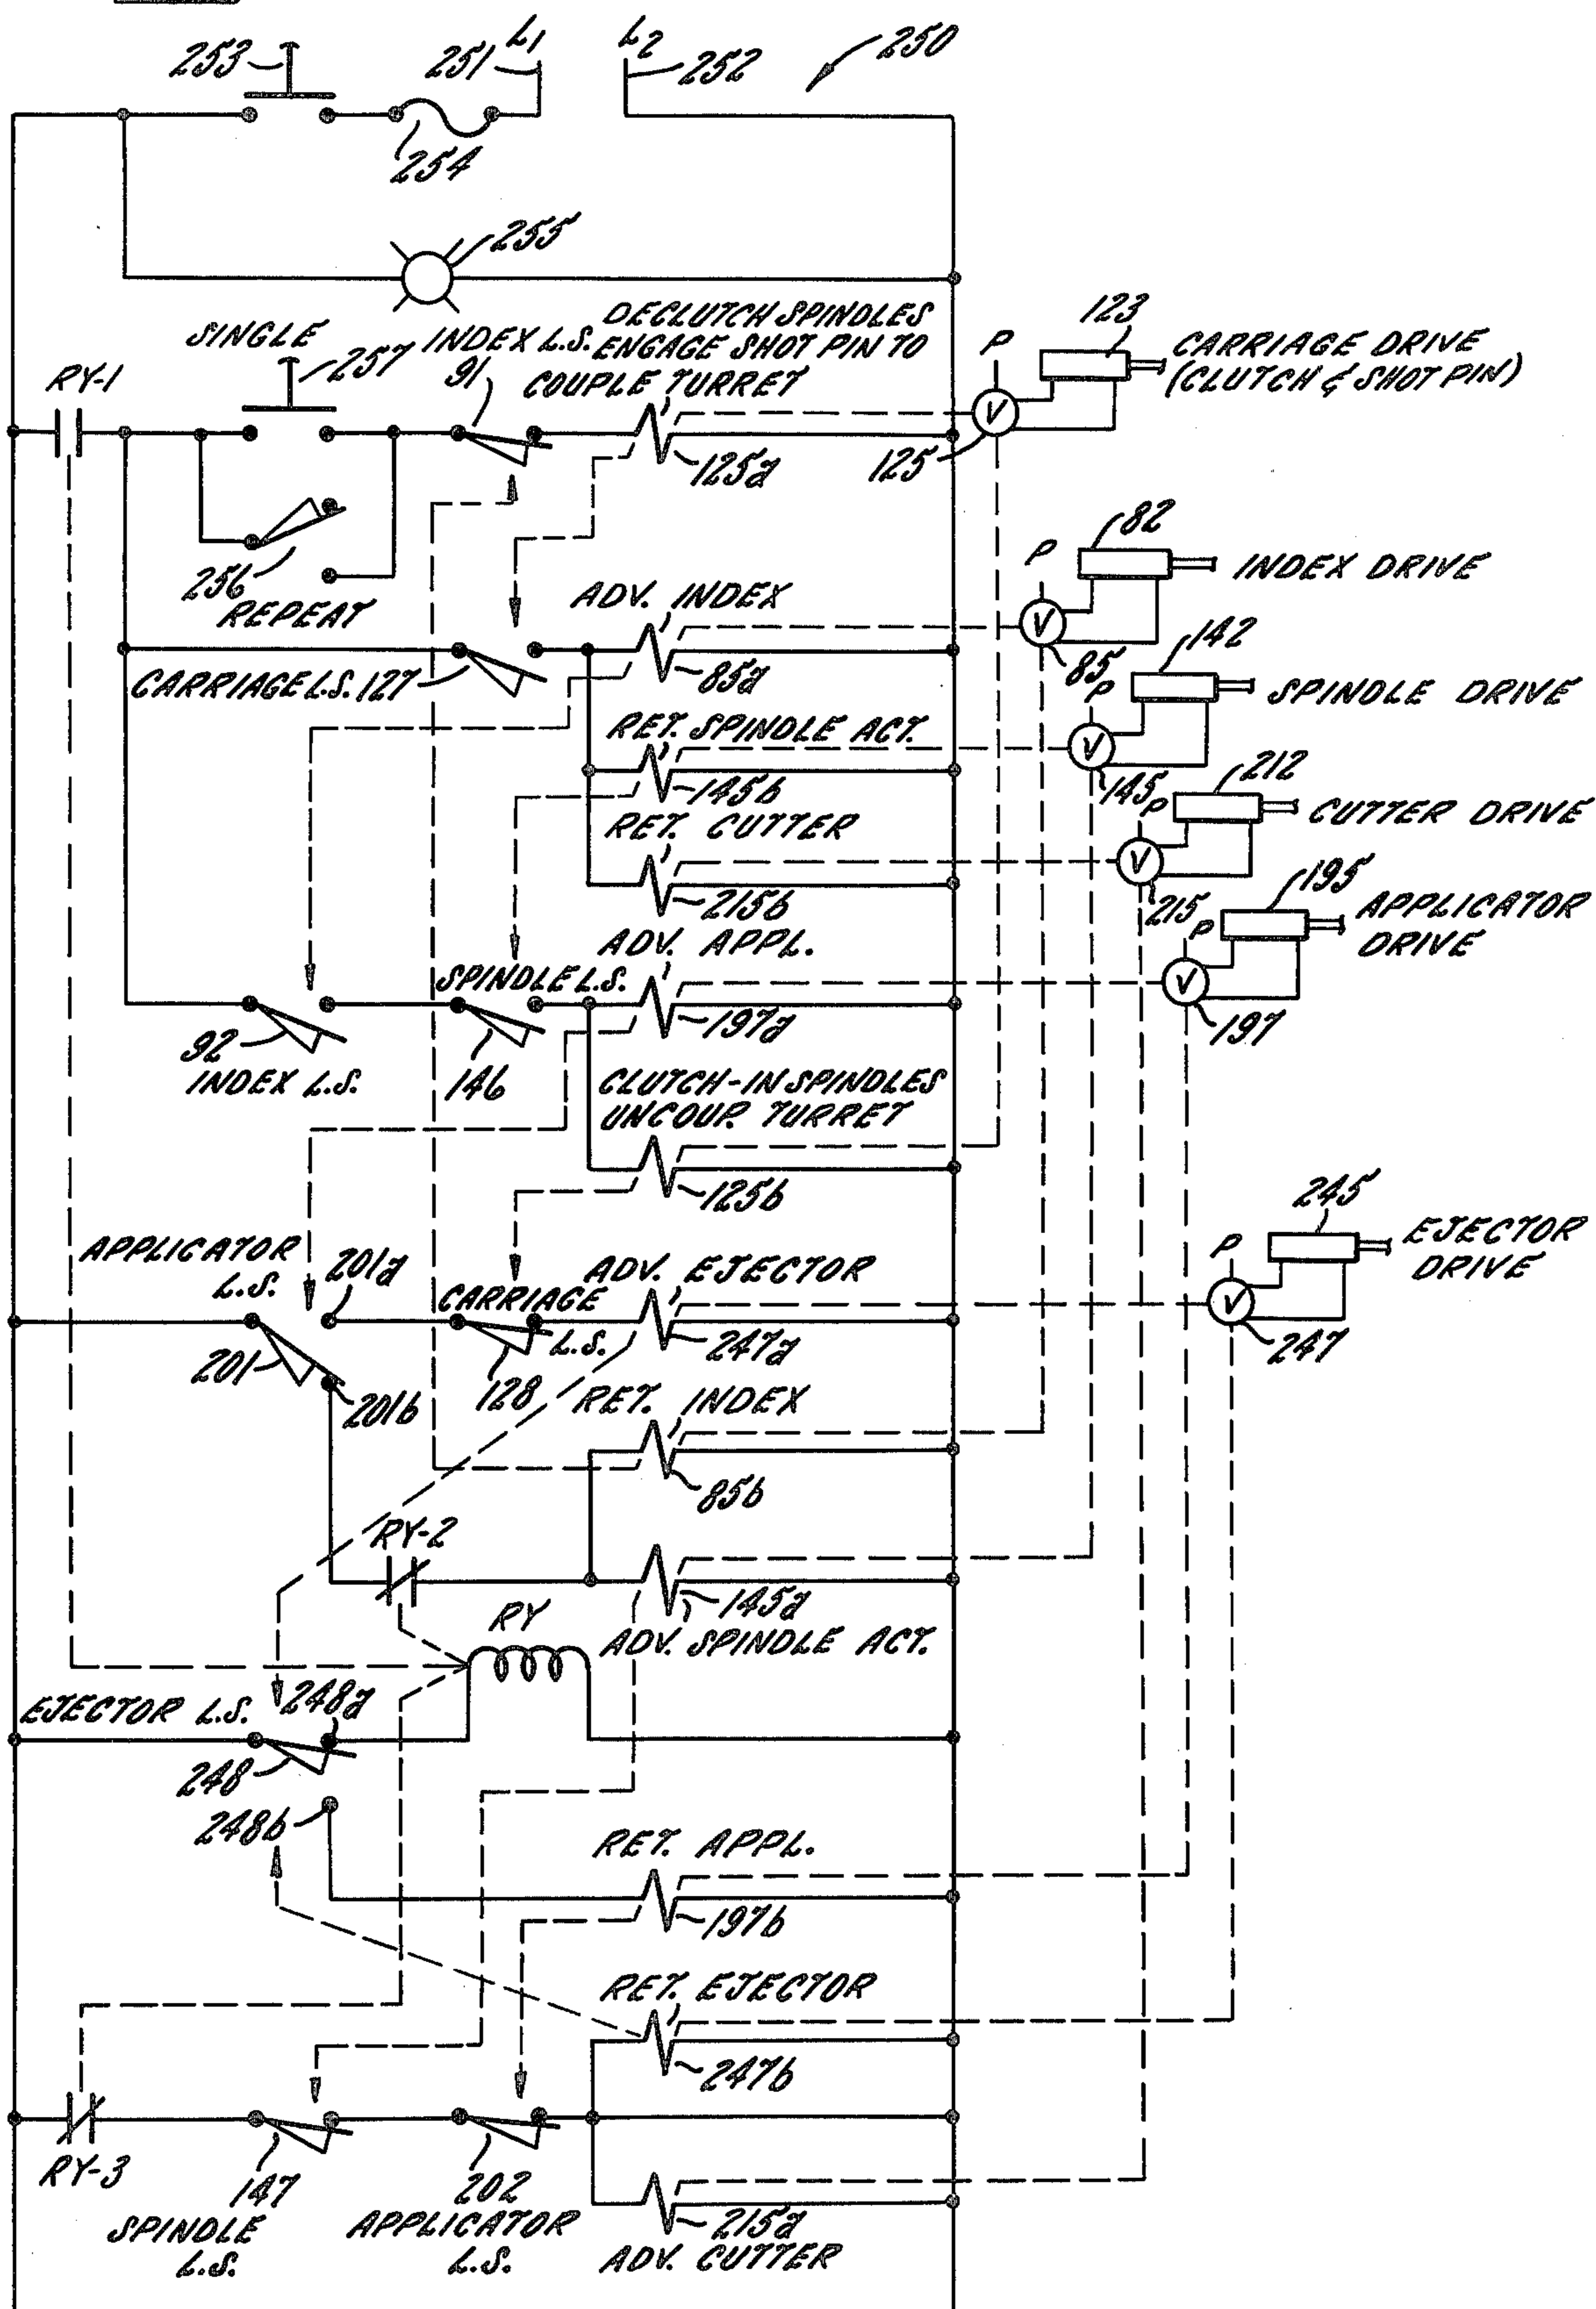 253
251
L1
L2
252
250
254
255
SINGLE
257
RY-1
INDEX L.S.
91
DECLUTCH SPINDLES
ENGAGE SHOT PIN TO
COUPLE TURRET
P
123
CARRIAGE DRIVE
(CLUTCH & SHOT PIN)
V
125a
125
256
REPEAT
ADV. INDEX
P
82
INDEX DRIVE
V
85
CARRIAGE L.S. 127
85a
P
142
SPINDLE DRIVE
V
145
RET. SPINDLE ACT.
145b
P
212
CUTTER DRIVE
V
215
RET. CUTTER
215b
P
195
APPLICATOR
DRIVE
V
197
ADV. APPL.
SPINDLE L.S.
197a
92
INDEX L.S.
146
CLUTCH-IN SPINDLES
UNCOUP. TURRET
125b
APPLICATOR
L.S.
201a
CARRIAGE
L.S.
ADV. EJECTOR
P
245
EJECTOR
DRIVE
V
247
201
201b
128
247a
RET. INDEX
85b
RY-2
145a
ADV. SPINDLE ACT.
RY
EJECTOR L.S.
248a
248
248b
RET. APPL.
197b
RET. EJECTOR
247b
RY-3
147
SPINDLE
L.S.
202
APPLICATOR
L.S.
215a
ADV. CUTTER